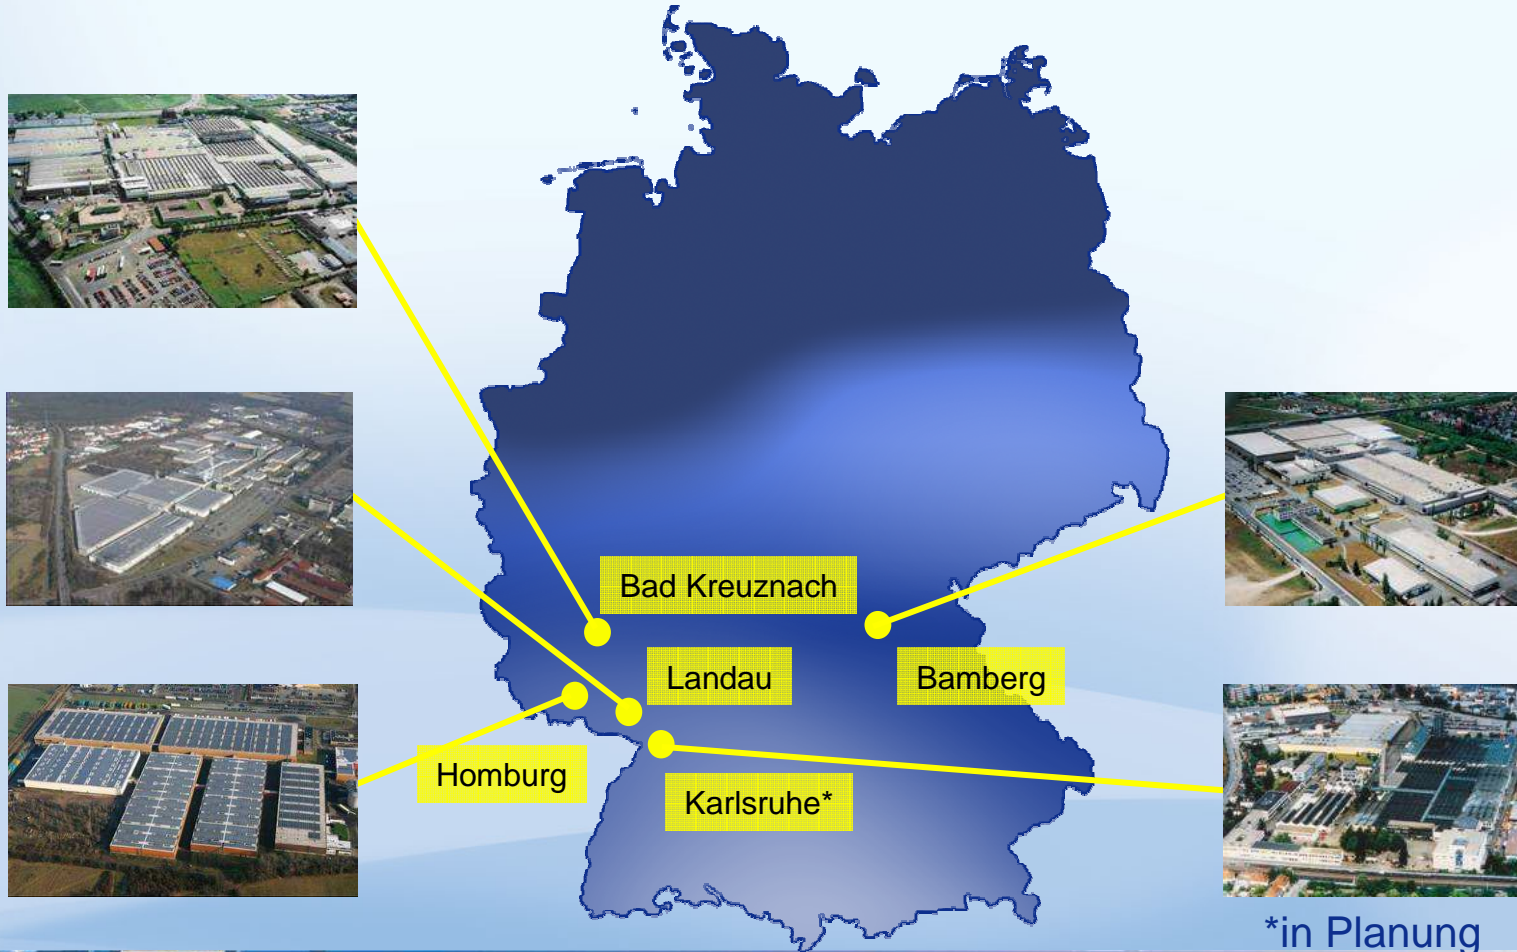 Bad Kreuznach
Landau
Bamberg
Homburg
Karlsruhe*
*in Planung